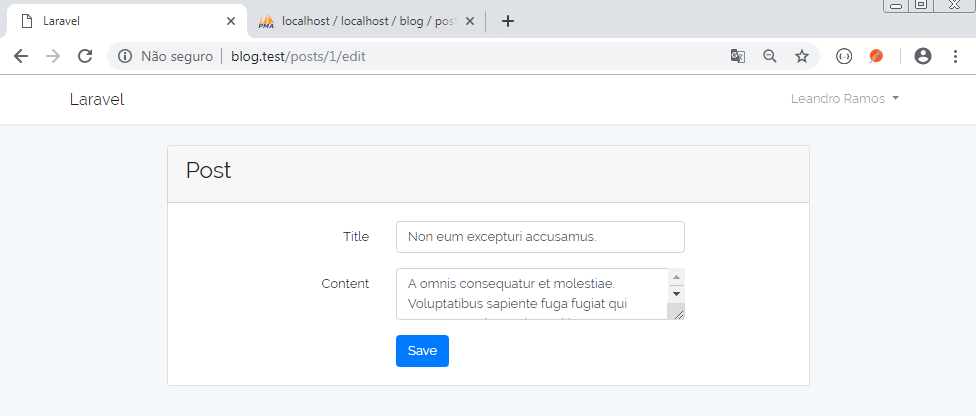 Laravel
PMA localhost / localhost / blog / post
Não seguro blog.test/posts/1/edit
Laravel Leandro Ramos
Post
Title Non eum excepturi accusamus.
Content A omnis consequatur et molestiae.
Voluptatibus sapiente fuga fugiat qui
Save